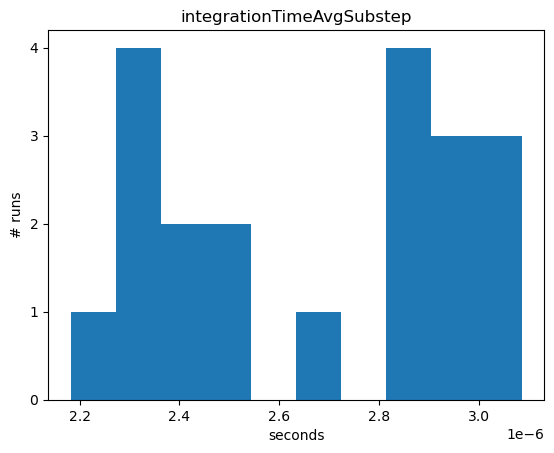 integrationTimeAvgSubstep
4
3
2
1
0
# runs
2.2 2.4 2.6 2.8 3.0
1e−6
seconds